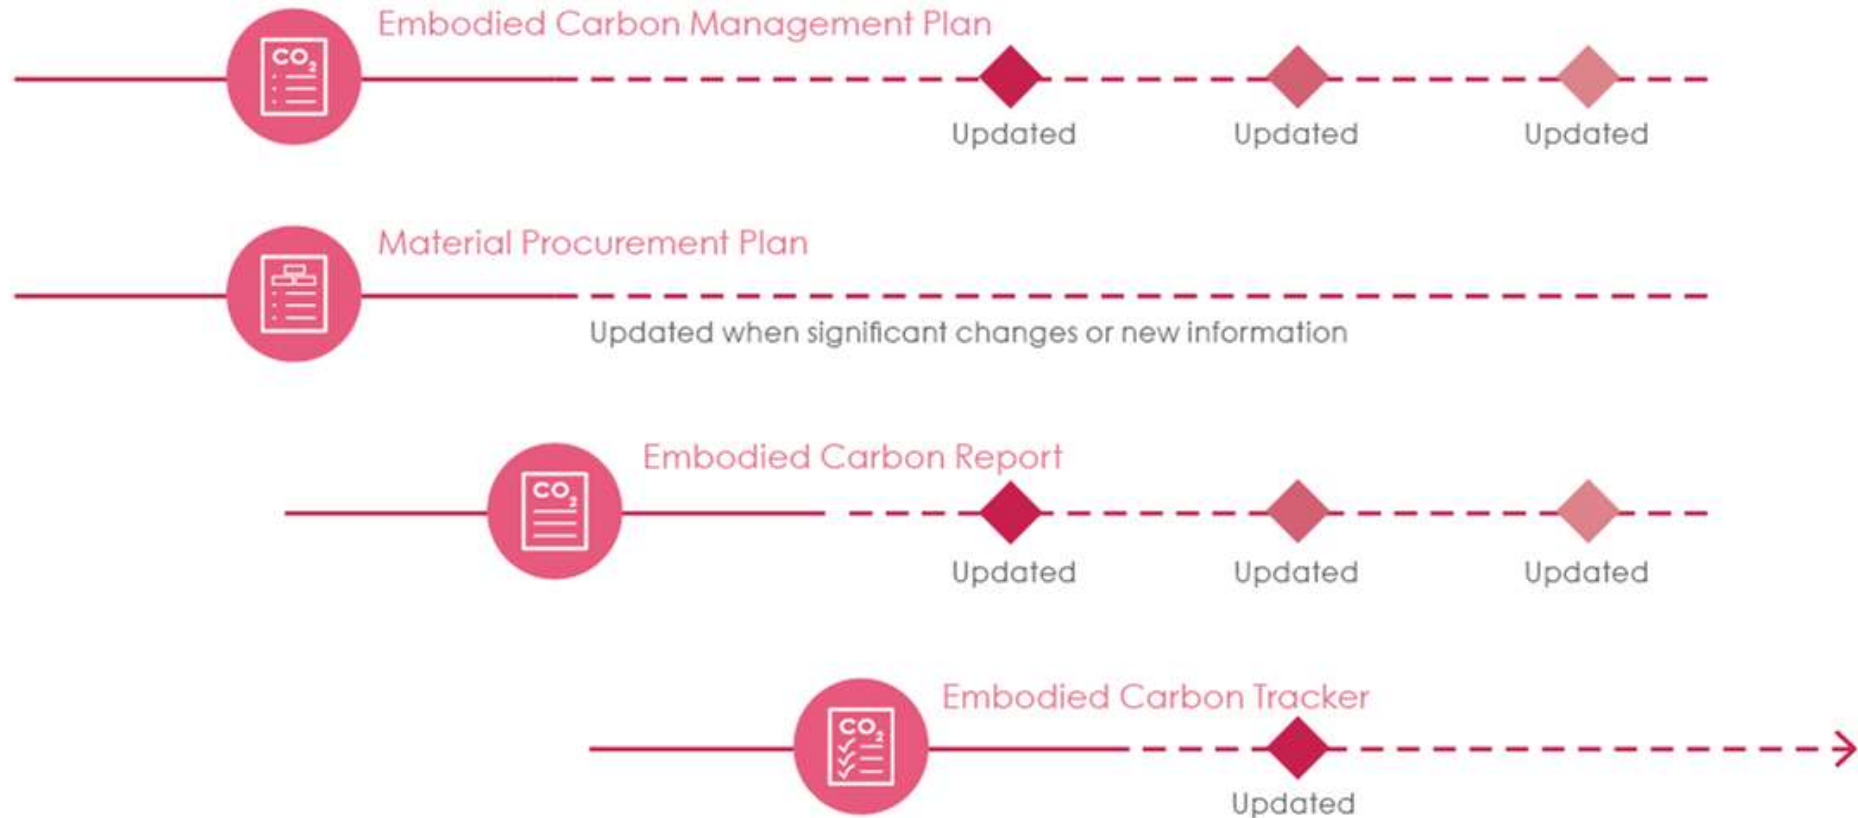 Embodied Carbon Management Plan
CO2
Updated Updated Updated
Material Procurement Plan
Updated when significant changes or new information
Embodied Carbon Report
CO2
Updated Updated Updated
Embodied Carbon Tracker
CO2
Updated